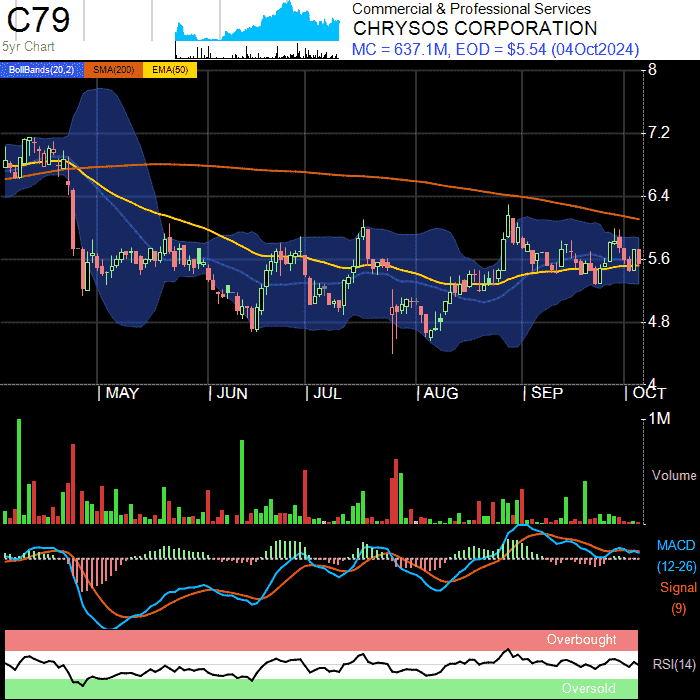 C79
5yr Chart
Commercial & Professional Services
CHRYSOS CORPORATION
MC = 637.1M, EOD = $5.54 (04Oct2024)
BollBands(20,2) SMA(200) EMA(50)
8
7.2
6.4
5.6
4.8
4
MAY JUN JUL AUG SEP OCT
1M
Volume
MACD
(12-26)
Signal
(9)
Overbought
RSI(14)
Oversold